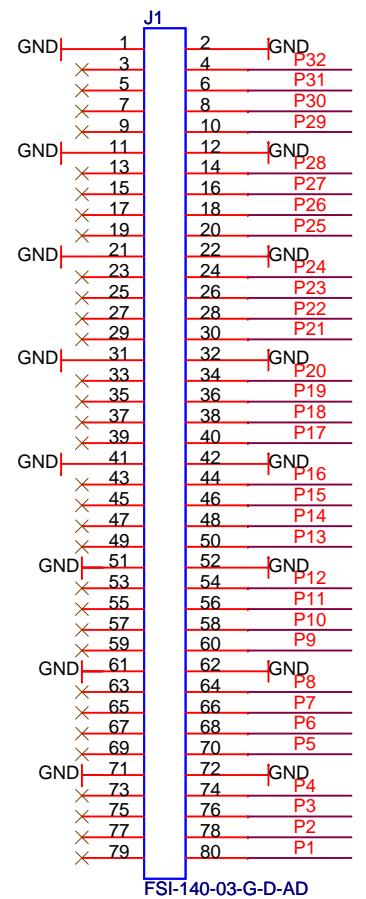 J1
GND 1 2 GND
3 4 P32
5 6 P31
7 8 P30
9 10 P29
GND 11 12 GND
13 14 P28
15 16 P27
17 18 P26
19 20 P25
GND 21 22 GND
23 24 P24
25 26 P23
27 28 P22
29 30 P21
GND 31 32 GND
33 34 P20
35 36 P19
37 38 P18
39 40 P17
GND 41 42 GND
43 44 P16
45 46 P15
47 48 P14
49 50 P13
GND 51 52 GND
53 54 P12
55 56 P11
57 58 P10
59 60 P9
GND 61 62 GND
63 64 P8
65 66 P7
67 68 P6
69 70 P5
GND 71 72 GND
73 74 P4
75 76 P3
77 78 P2
79 80 P1
FSI-140-03-G-D-AD